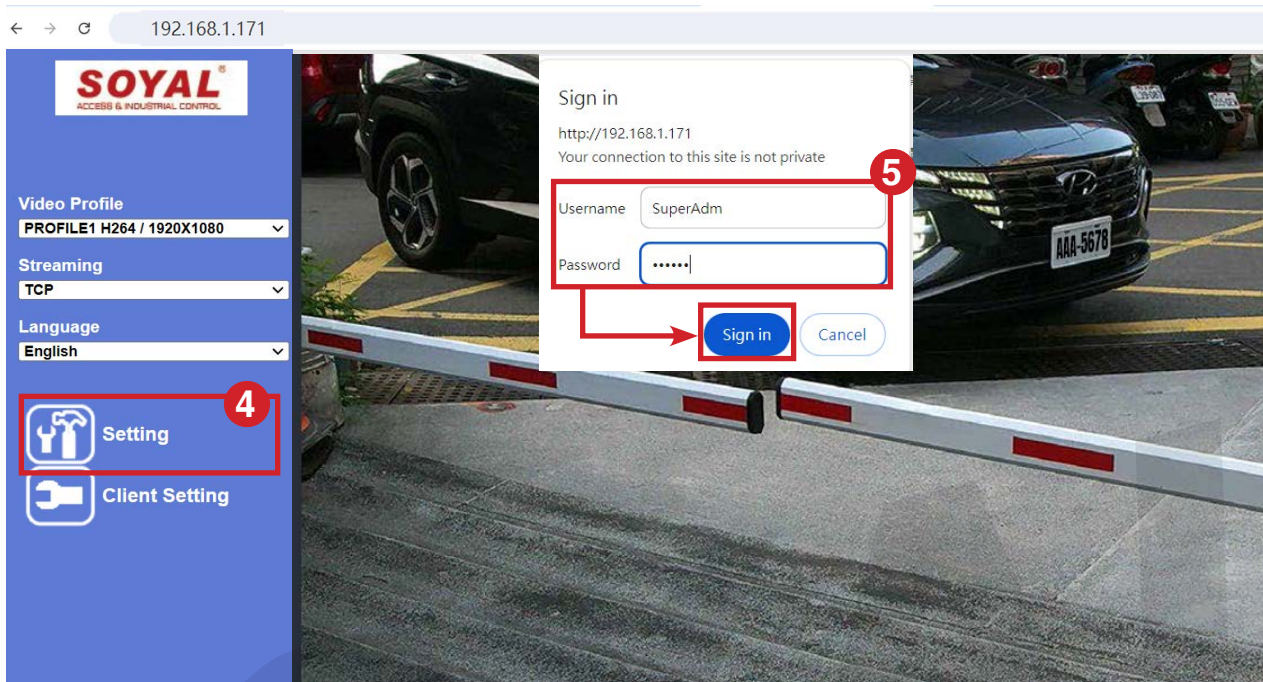 192.168.1.171
SOYAL®
ACCESS & INDUSTRIAL CONTROL
Video Profile
PROFILE1 H264 / 1920X1080
Streaming
TCP
Language
English
4
Setting
Client Setting
Sign in
http://192.168.1.171
Your connection to this site is not private
5
Username SuperAdm
Password ••••••
Sign in Cancel
AAA-5678